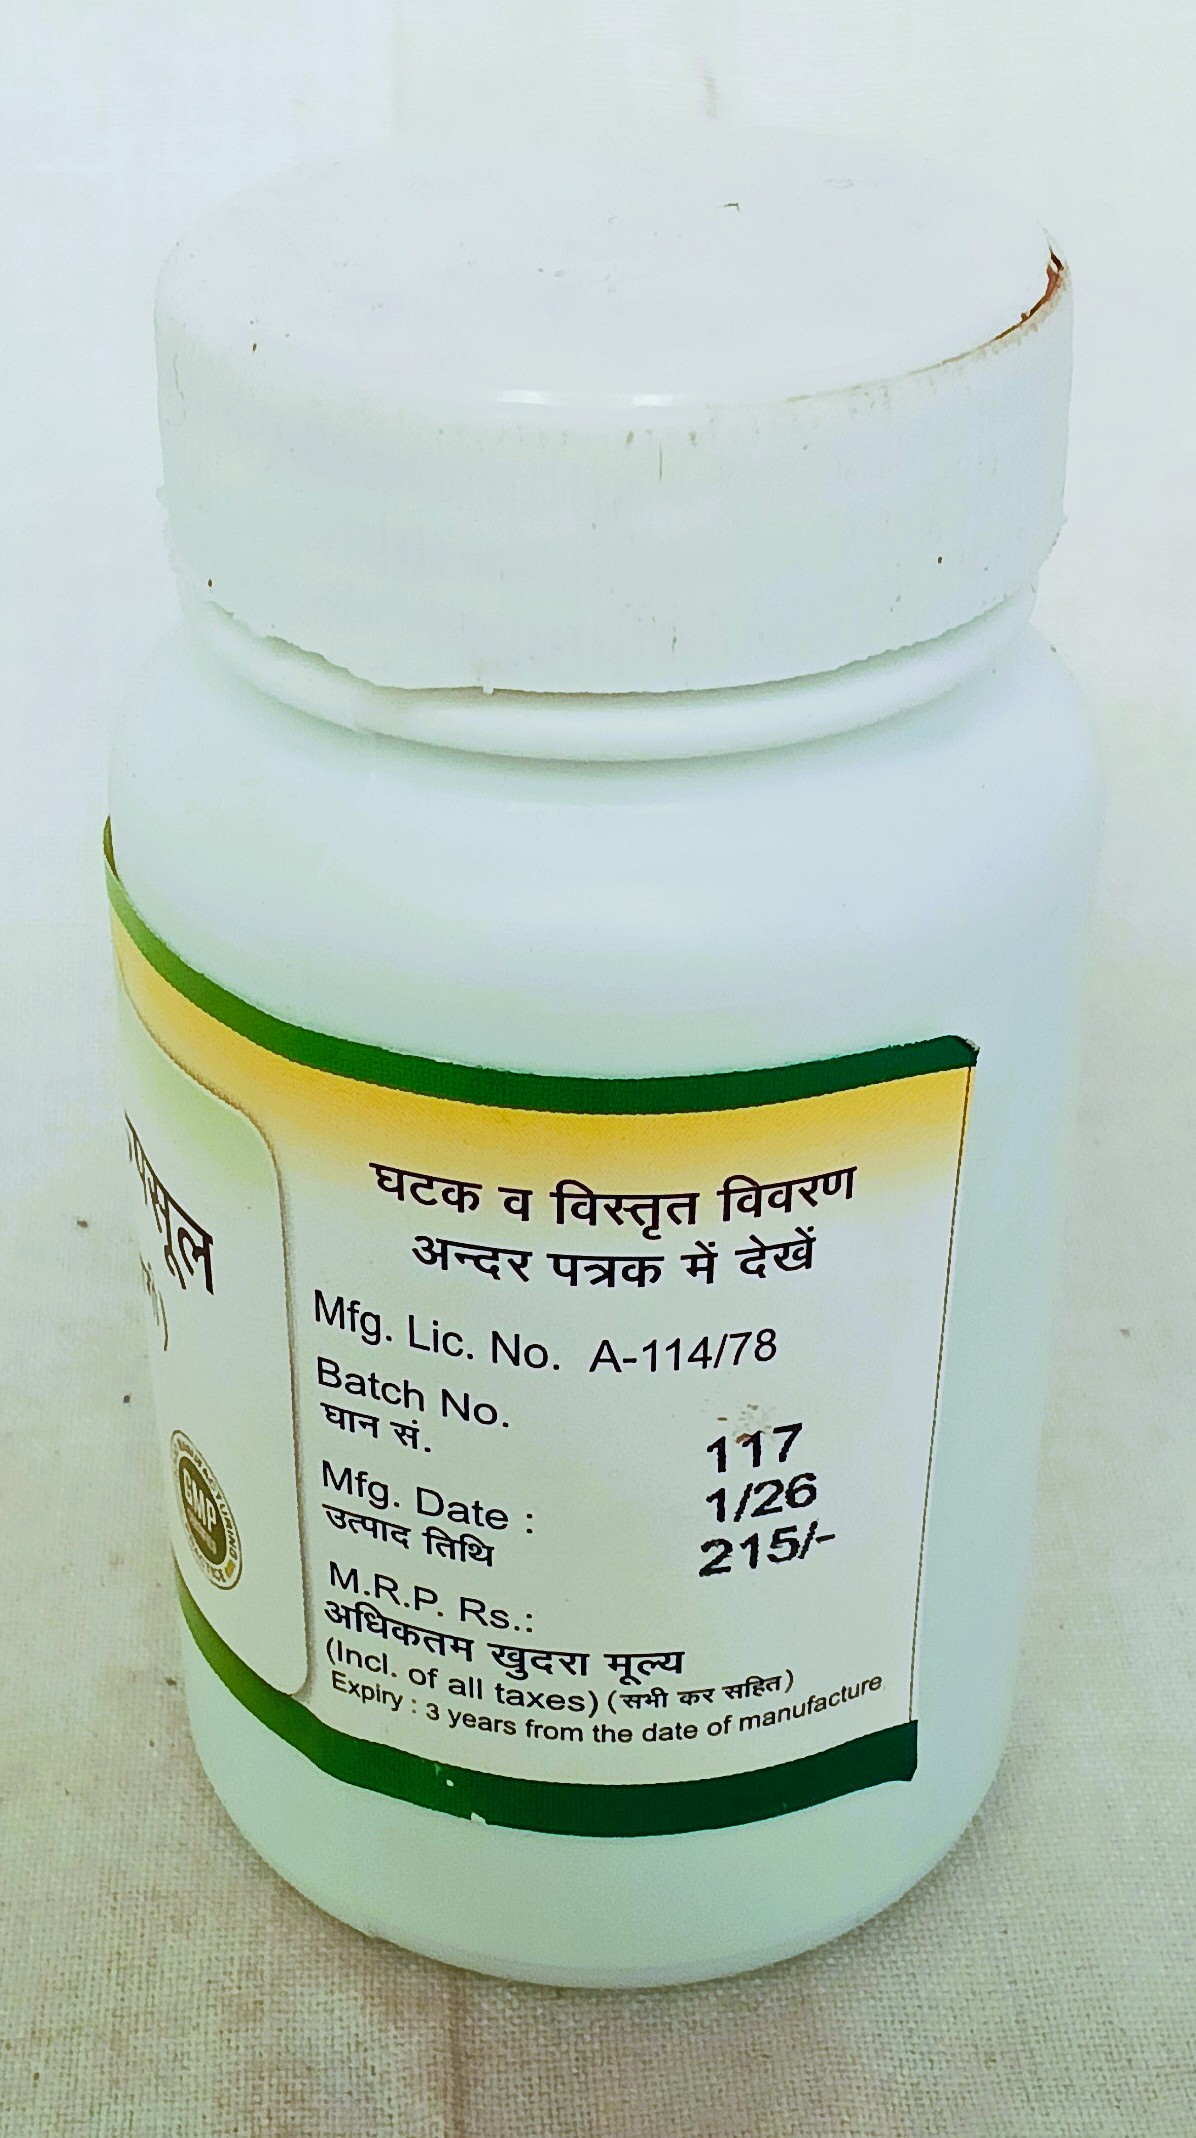 घटक व विस्तृत विवरण
अन्दर पत्रक में देखें
Mfg. Lic. No. A-114/78
Batch No.
घान सं.
117
Mfg. Date :
उत्पाद तिथि
1/26
M.R.P. Rs.:
अधिकतम खुदरा मूल्य
215/-
(Incl. of all taxes) (सभी कर सहित)
Expiry : 3 years from the date of manufacture
GMP